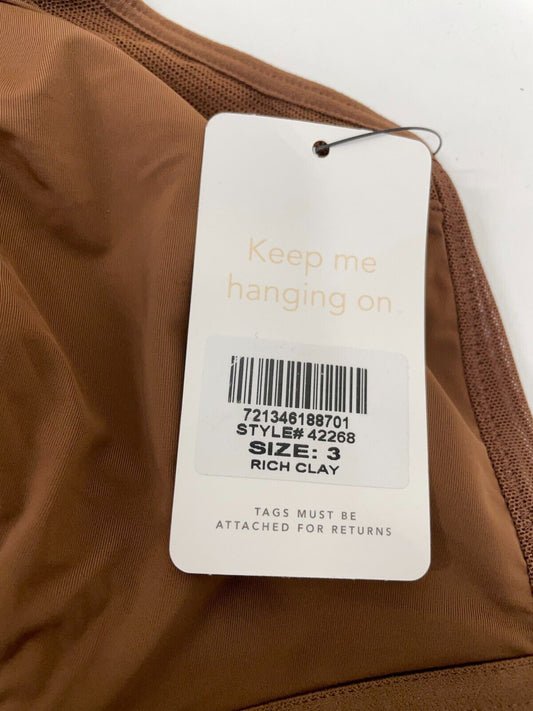 Keep me
hanging on
721346188701
STYLE# 42268
SIZE: 3
RICH CLAY
TAGS MUST BE
ATTACHED FOR RETURNS